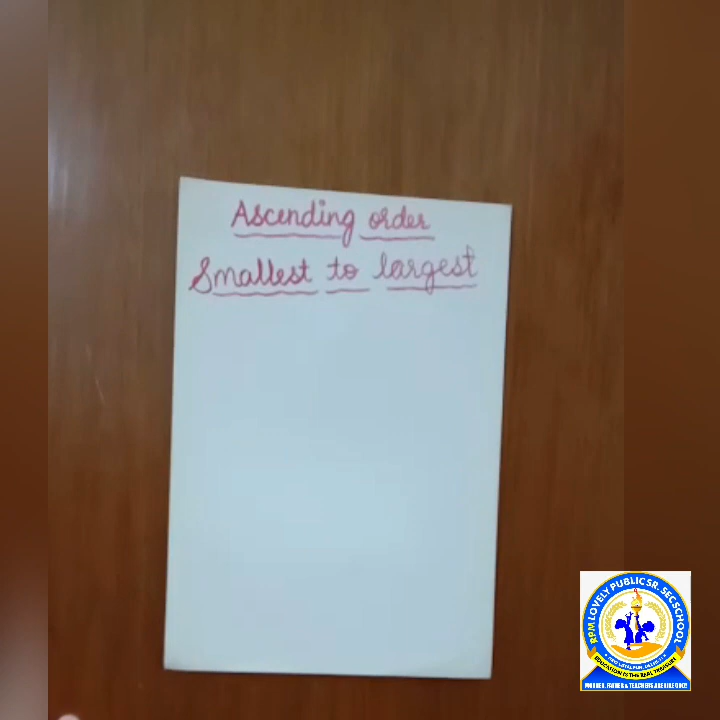 Ascending order
Smallest to largest
RPM LOVELY PUBLIC SR. SEC SCHOOL
EDUCATION IS THE REAL TREASURE